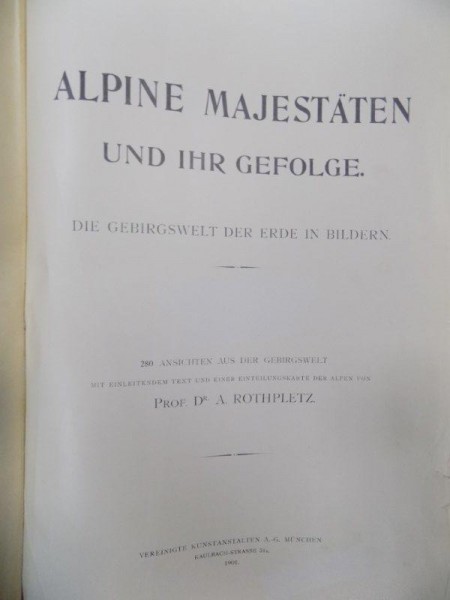 ALPINE MAJESTÄTEN
UND IHR GEFOLGE.
DIE GEBIRGSWELT DER ERDE IN BILDERN.
280 ANSICHTEN AUS DER GEBIRGSWELT
MIT EINLEITENDEM TEXT UND EINER EINTEILUNGSKARTE DER ALPEN VON
PROF. DR A. ROTHPLETZ.
VEREINIGTE KUNSTANSTALTEN A.-G. MÜNCHEN
KAULBACH-STRASSE